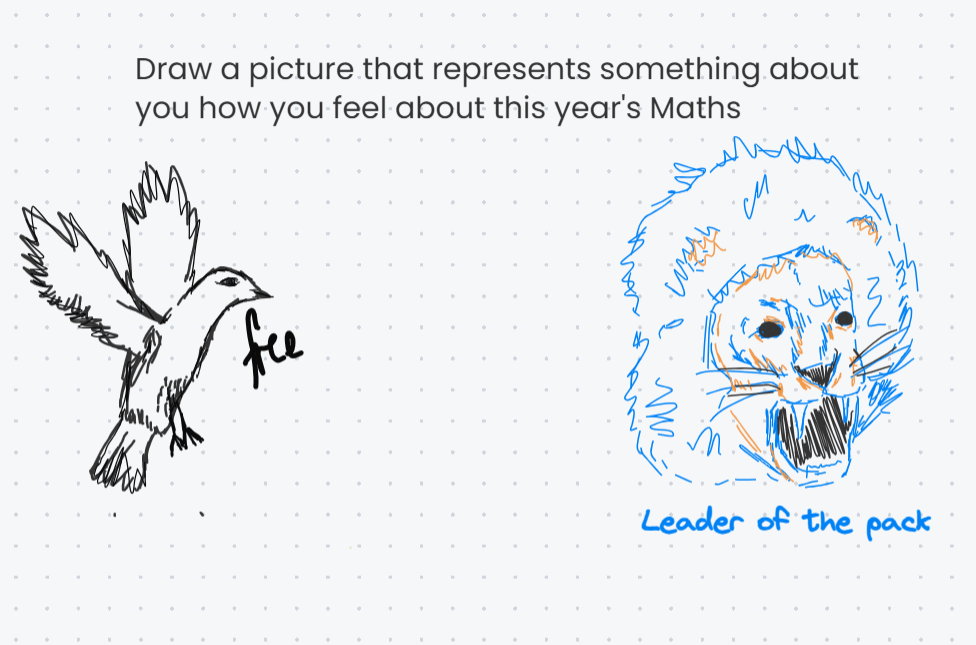 Draw a picture that represents something about
you how you feel about this year's Maths
fee
Leader of the pack